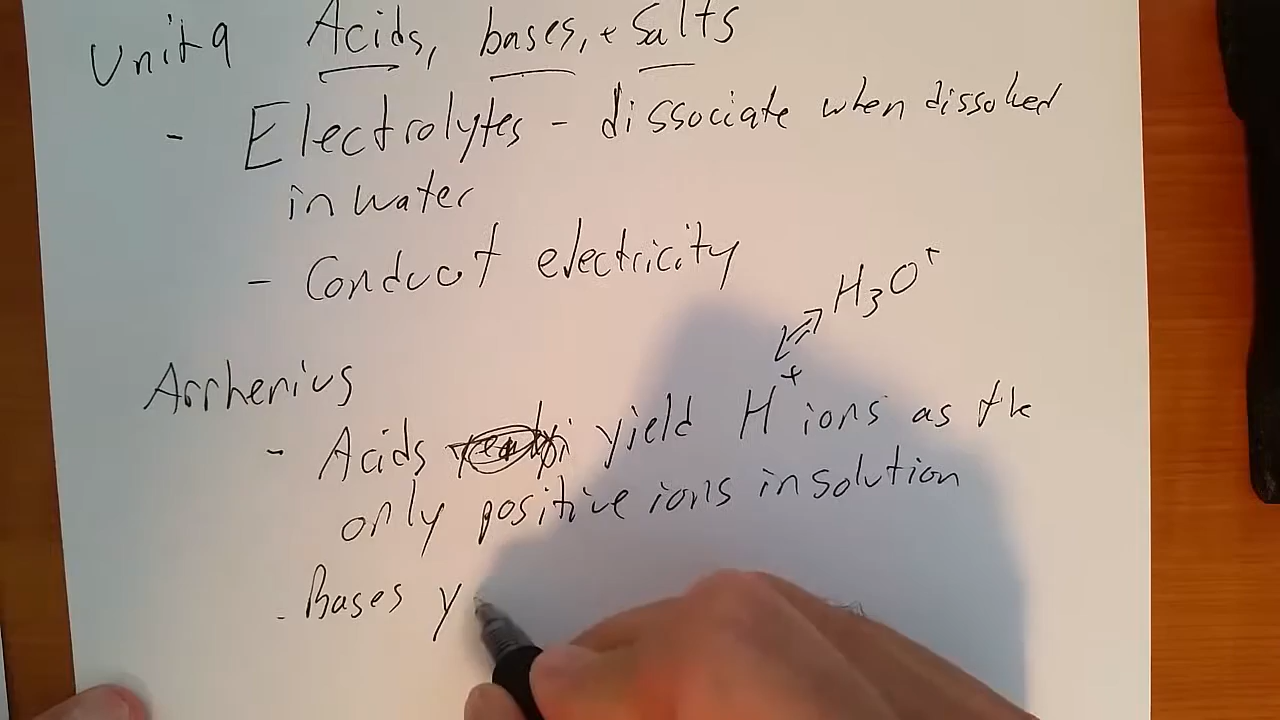 Unit 9 Acids, bases, + Salts
- Electrolytes - dissociate when dissolved
in water
- Conduct electricity
H3O+
Arrhenius
- Acids yield H+ ions as the
only positive ions in solution
- Bases y